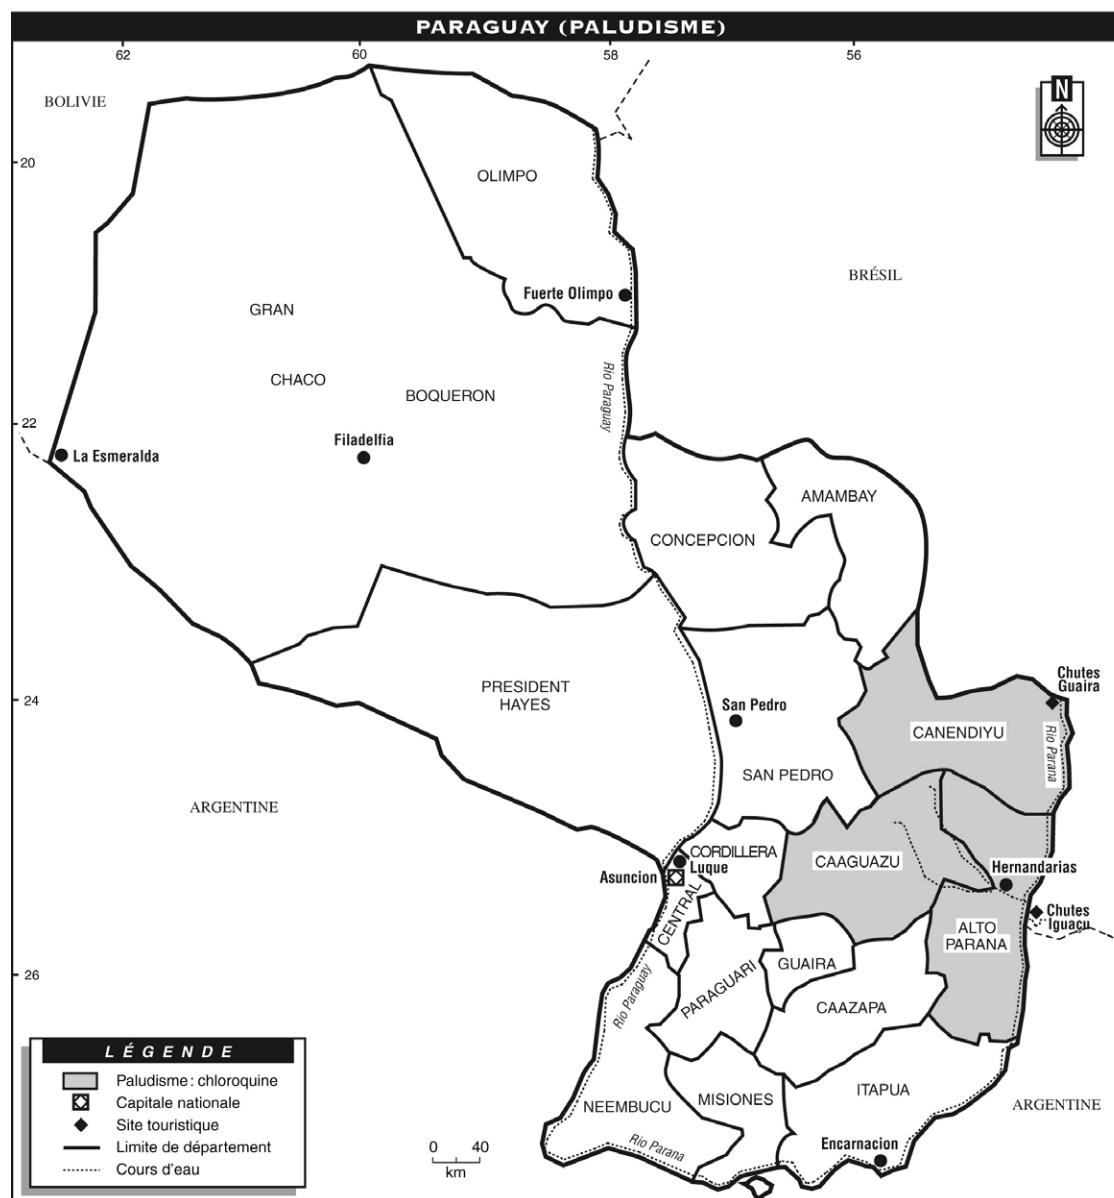 PARAGUAY (PALUDISME)
62
60
58
56
BOLIVIE
N
20
OLIMPO
BRÉSIL
Fuerte Olimpo
GRAN
CHACO
BOQUERON
Rio Paraguay
22
La Esmeralda
Filadelfia
AMAMBAY
CONCEPCION
24
PRESIDENT
HAYES
San Pedro
Chutes
Guaira
CANENDIYU
Rio Parana
SAN PEDRO
ARGENTINE
CORDILLERA
Luque
Asuncion
CAAGUAZU
Hernandarias
CENTRAL
Chutes
Iguaçu
ALTO
PARANA
26
Rio Paraguay
PARAGUARI
GUAIRA
CAAZAPA
NEEMBUCU
MISIONES
ITAPUA
ARGENTINE
Rio Parana
Encarnacion
LÉGENDE
Paludisme : chloroquine
Capitale nationale
Site touristique
Limite de département
Cours d'eau
0 40
km